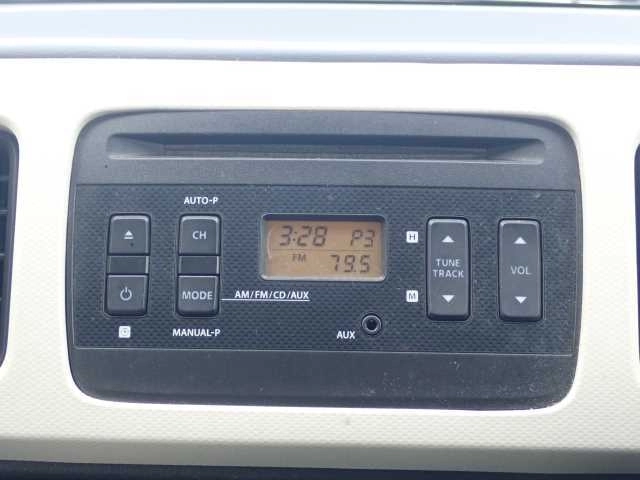 AUTO-P
CH
3:28 P3
FM 79.5
H
TUNE
TRACK
VOL
MODE
AM/FM/CD/AUX
M
MANUAL-P
AUX